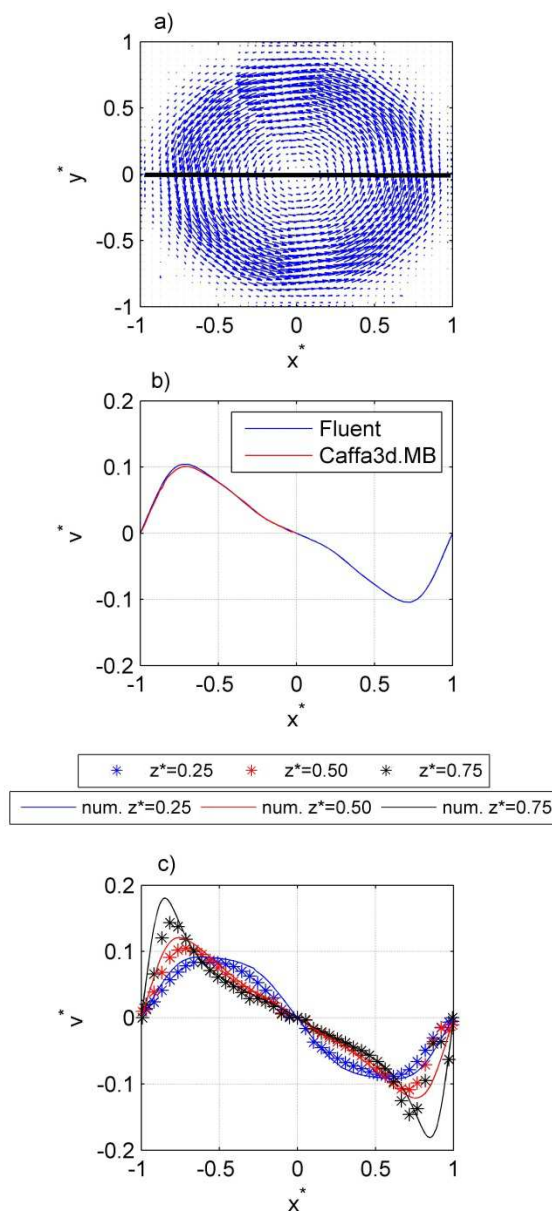 a)
1
0.5
0
-0.5
-1
y*
-1 -0.5 0 0.5 1
x*
b)
0.2
0.1
0
-0.1
-0.2
v*
Fluent
Caffa3d.MB
-1 -0.5 0 0.5 1
x*
z*=0.25 z*=0.50 z*=0.75
num. z*=0.25 num. z*=0.50 num. z*=0.75
c)
0.2
0.1
0
-0.1
-0.2
v*
-1 -0.5 0 0.5 1
x*